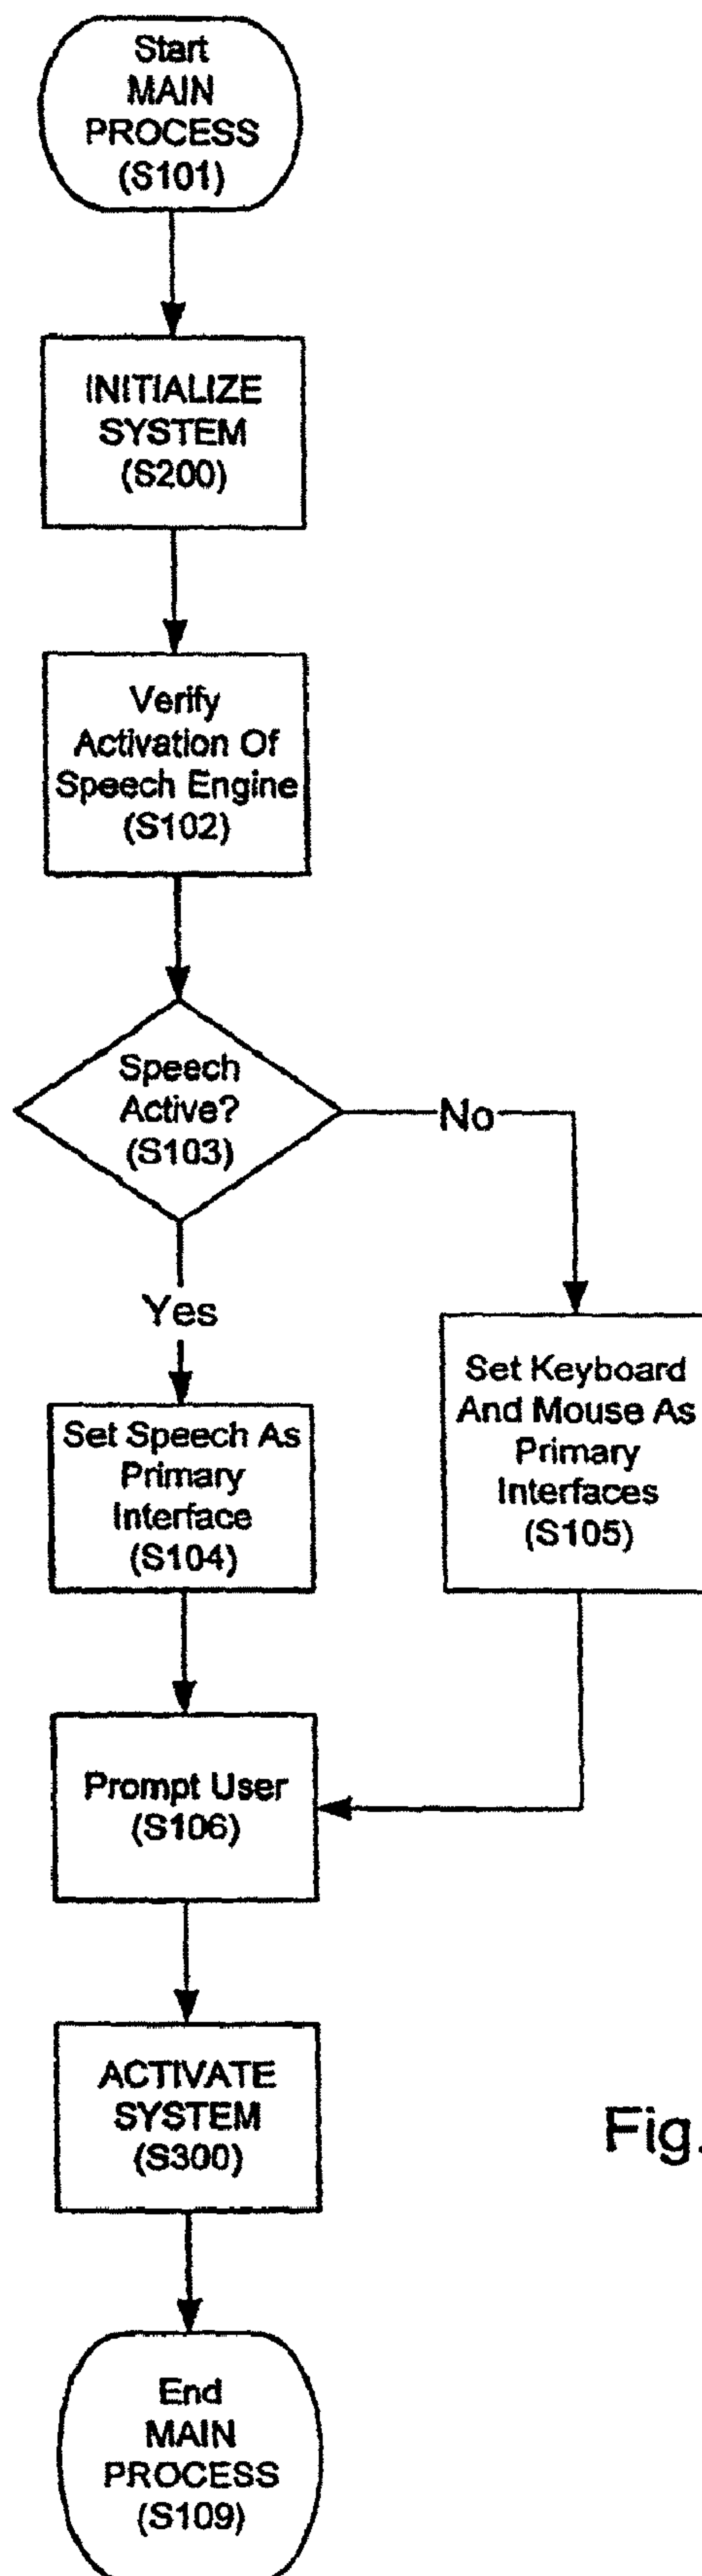 Start
MAIN
PROCESS
(S101)
INITIALIZE
SYSTEM
(S200)
Verify
Activation Of
Speech Engine
(S102)
Speech
Active?
(S103)
No
Yes
Set Speech As
Primary
Interface
(S104)
Set Keyboard
And Mouse As
Primary
Interfaces
(S105)
Prompt User
(S106)
ACTIVATE
SYSTEM
(S300)
Fig.
End
MAIN
PROCESS
(S109)